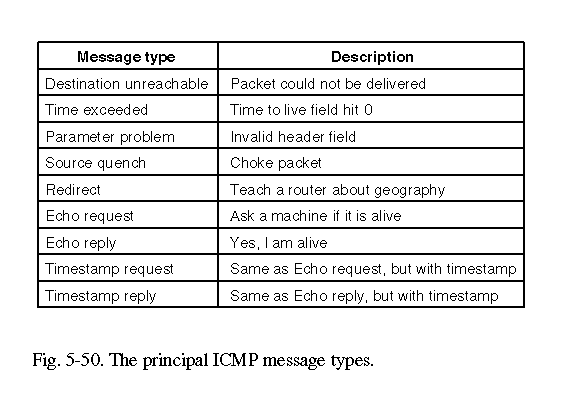 Message type Description
Destination unreachable Packet could not be delivered
Time exceeded Time to live field hit 0
Parameter problem Invalid header field
Source quench Choke packet
Redirect Teach a router about geography
Echo request Ask a machine if it is alive
Echo reply Yes, I am alive
Timestamp request Same as Echo request, but with timestamp
Timestamp reply Same as Echo reply, but with timestamp
Fig. 5-50. The principal ICMP message types.